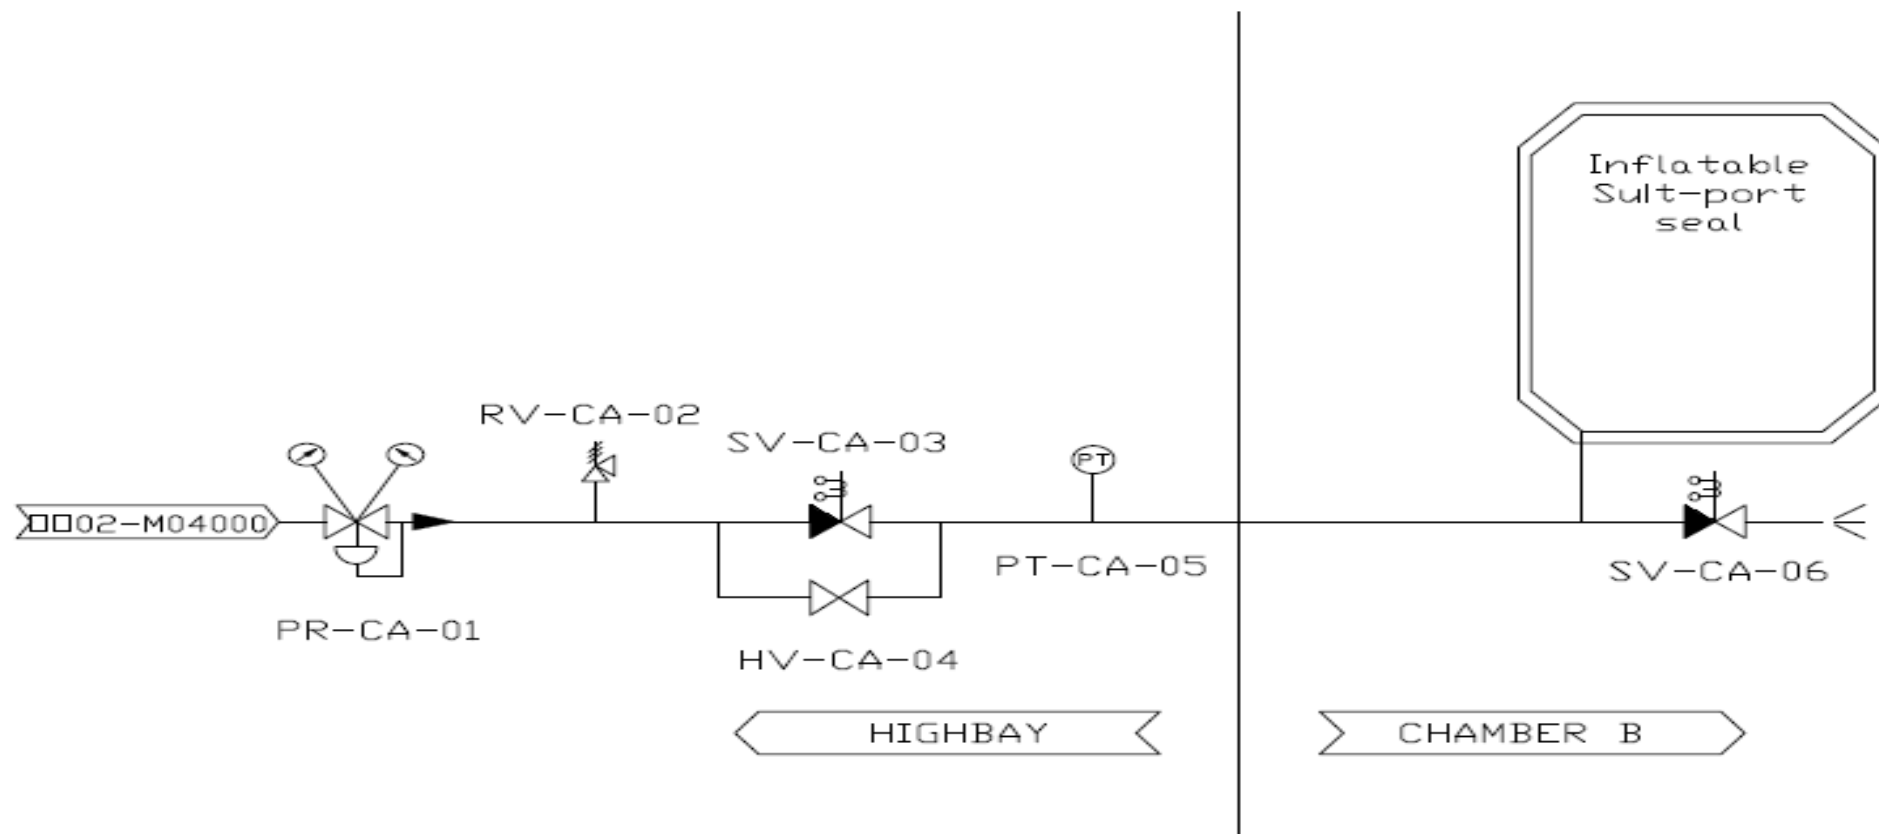 Inflatable
Sult-port
seal
RV-CA-02
SV-CA-03
PT
□□02-M04000
PT-CA-05
SV-CA-06
PR-CA-01
HV-CA-04
HIGHBAY
CHAMBER B